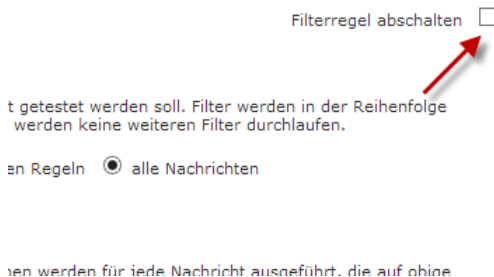 Filterregel abschalten
t getestet werden soll. Filter werden in der Reihenfolge
werden keine weiteren Filter durchlaufen.
en Regeln alle Nachrichten
nen werden für jede Nachricht ausgeführt, die auf obige